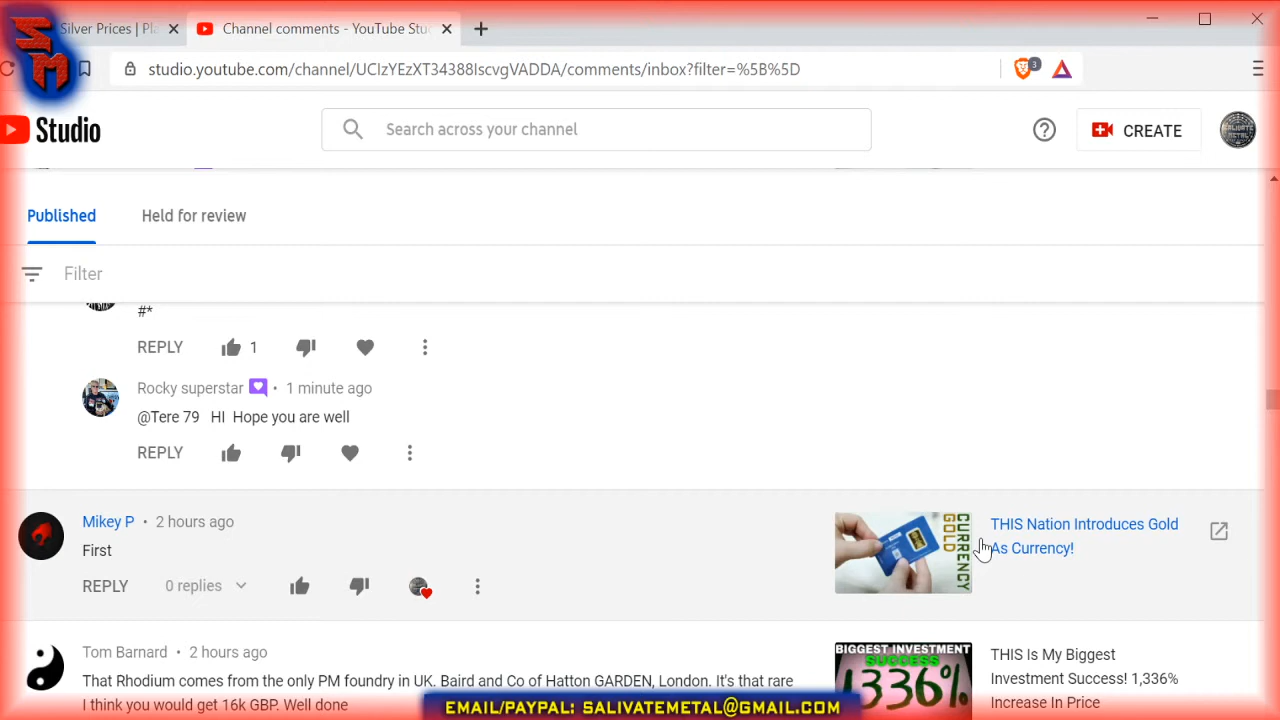 SM
Silver Prices | Pl
Channel comments - YouTube Stu
studio.youtube.com/channel/UCIzYEzXT34388IscvgVADDA/comments/inbox?filter=%5B%5D
3
Studio
Search across your channel
CREATE
SALIVATE METAL
Published
Held for review
Filter
#*
REPLY 1
Rocky superstar • 1 minute ago
@Tere 79 HI Hope you are well
REPLY
Mikey P • 2 hours ago
First
REPLY 0 replies
CURRENCY
GOLD
THIS Nation Introduces Gold
As Currency!
Tom Barnard • 2 hours ago
That Rhodium comes from the only PM foundry in UK. Baird and Co of Hatton GARDEN, London. It's that rare
I think you would get 16k GBP. Well done
BIGGEST INVESTMENT
SUCCESS
1336%
THIS Is My Biggest
Investment Success! 1,336%
Increase In Price
EMAIL/PAYPAL: SALIVATEMETAL@GMAIL.COM